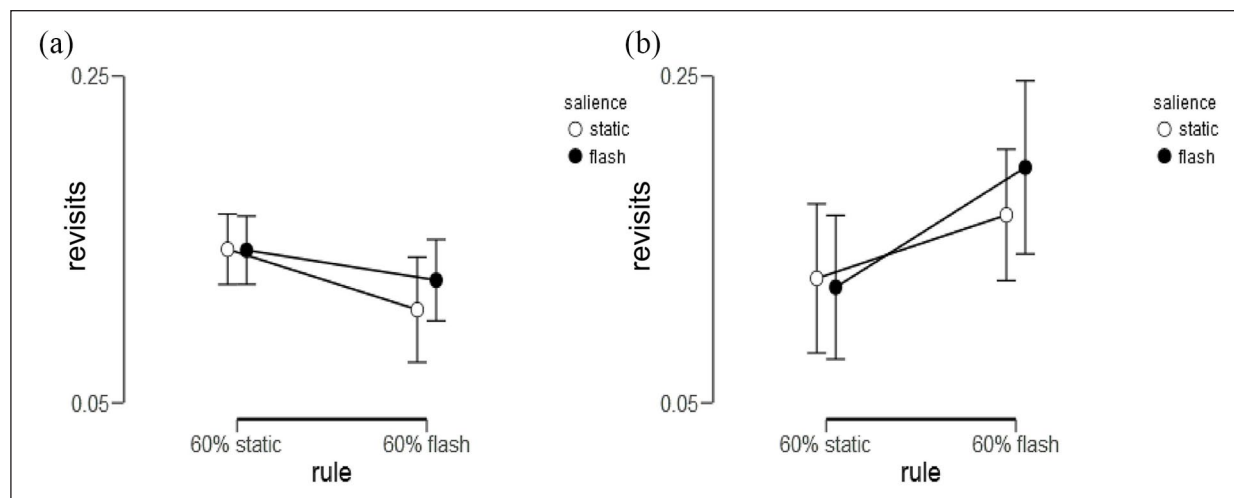 (a)
0.25
salience
static
flash
revisits
0.05
60% static
60% flash
rule
(b)
0.25
salience
static
flash
revisits
0.05
60% static
60% flash
rule